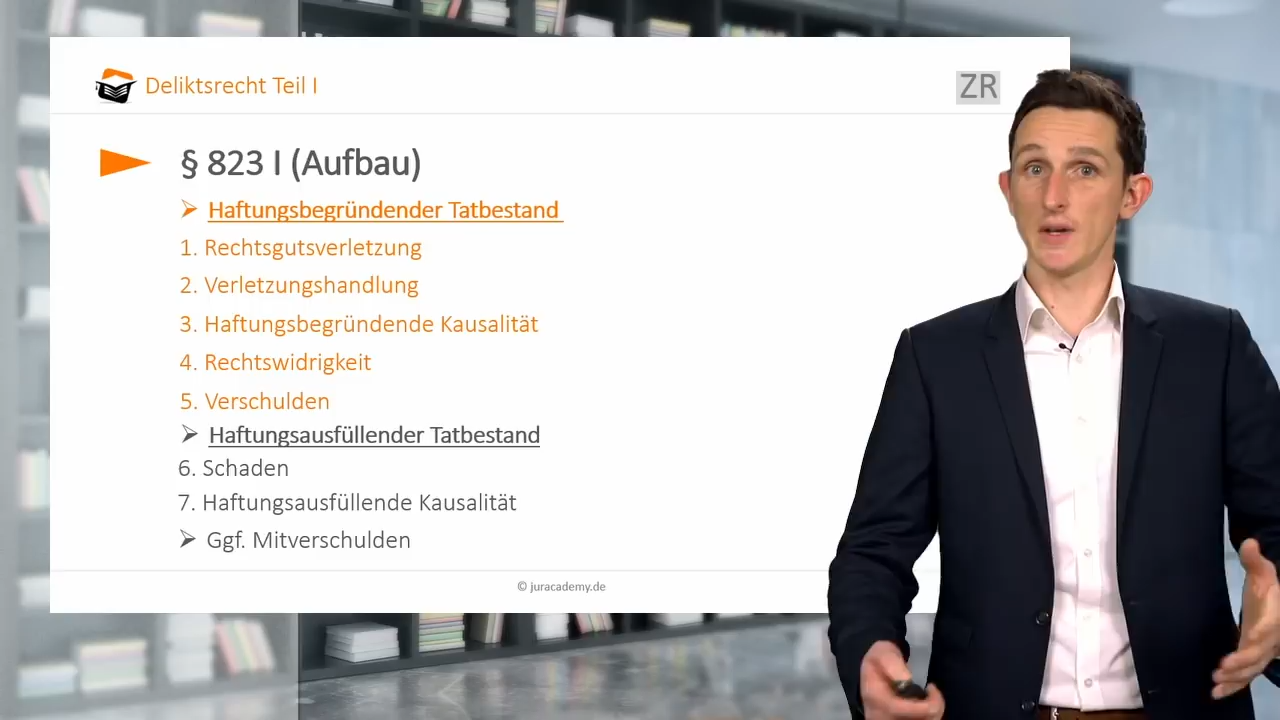 Deliktsrecht Teil I
ZR
§ 823 I (Aufbau)
Haftungsbegründender Tatbestand
1. Rechtsgutsverletzung
2. Verletzungshandlung
3. Haftungsbegründende Kausalität
4. Rechtswidrigkeit
5. Verschulden
Haftungsausfüllender Tatbestand
6. Schaden
7. Haftungsausfüllende Kausalität
Ggf. Mitverschulden
© juracademy.de